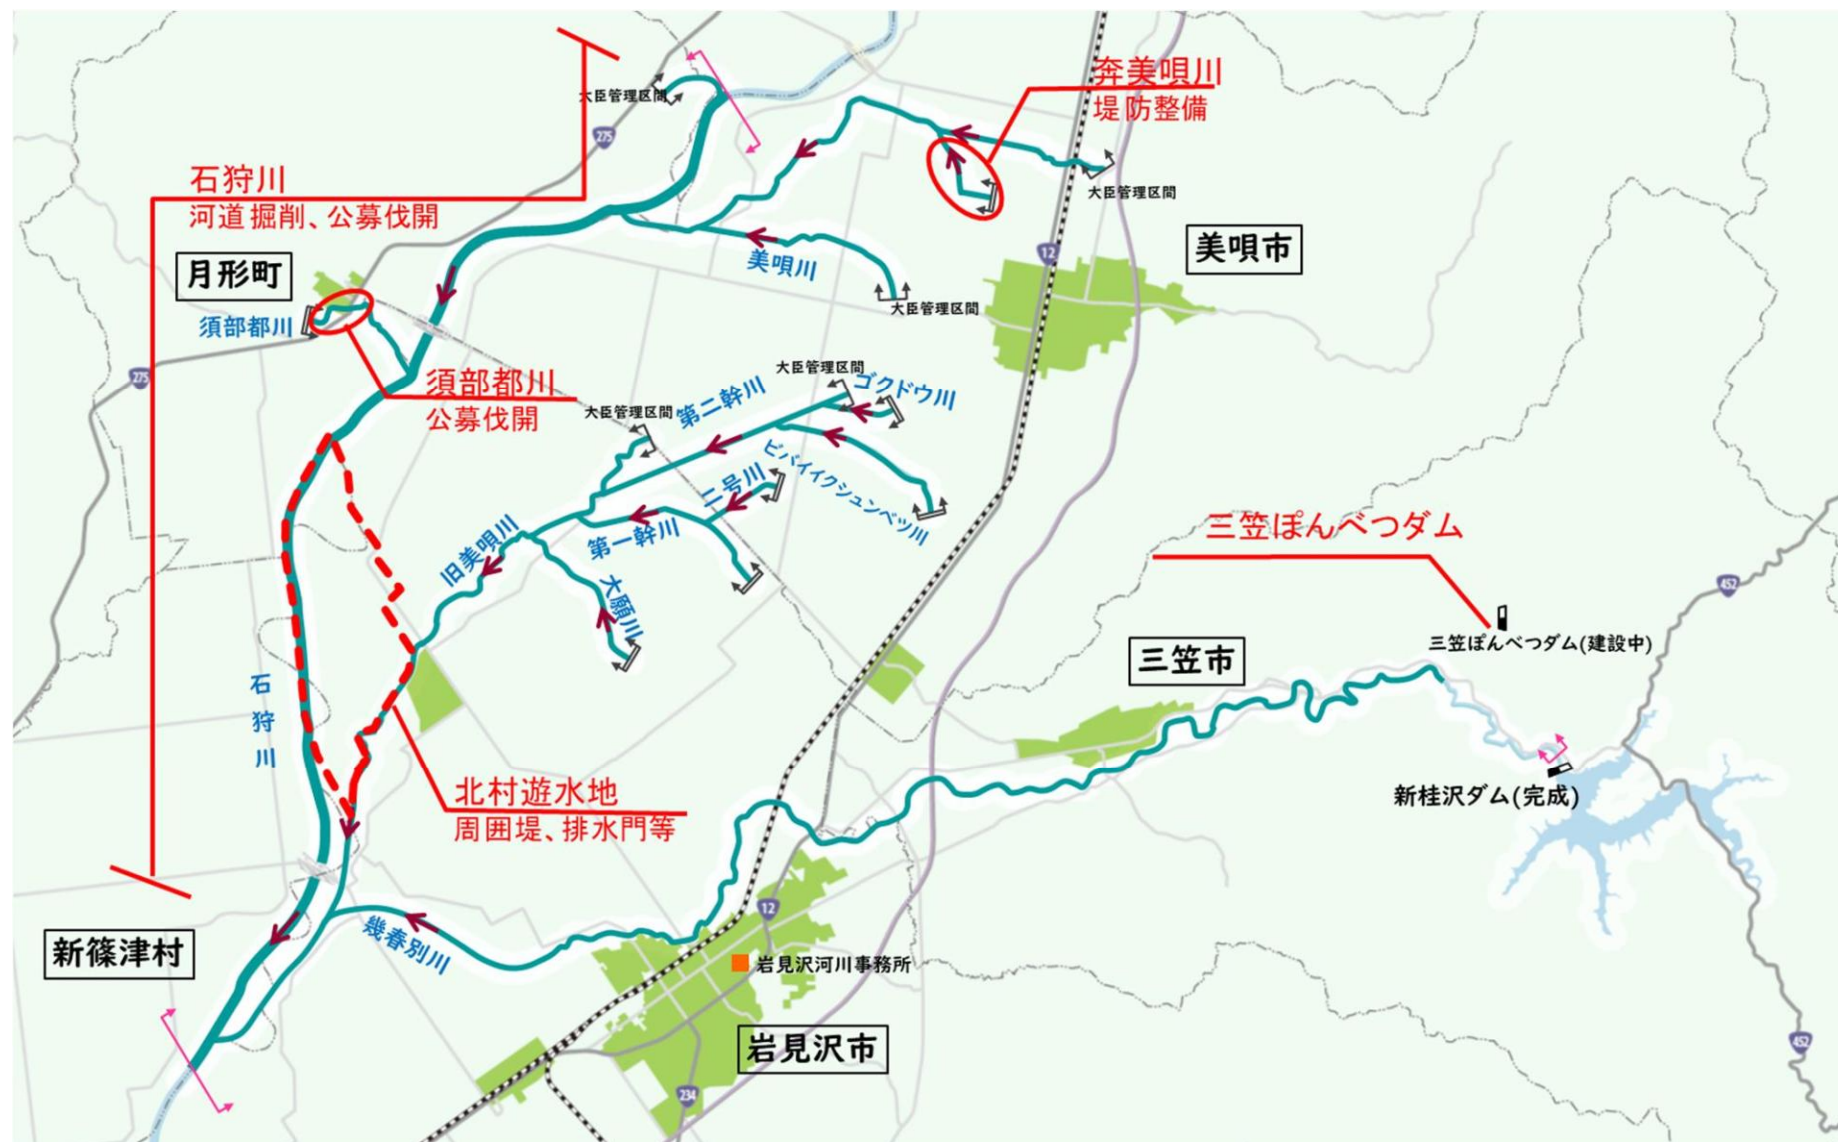 大臣管理区間
275
奔美唄川
堤防整備
大臣管理区間
石狩川
河道掘削、公募伐開
美唄川
12
美唄市
月形町
大臣管理区間
須部都川
275
須部都川
公募伐開
大臣管理区間
ゴクドウ川
第二幹川
大臣管理区間
ビバイイクシュンベツ川
二号川
第一幹川
旧美唄川
大願川
三笠ぽんべつダム
452
三笠ぽんべつダム(建設中)
三笠市
石狩川
北村遊水地
周囲堤、排水門等
新桂沢ダム(完成)
12
幾春別川
新篠津村
岩見沢河川事務所
岩見沢市
452
234